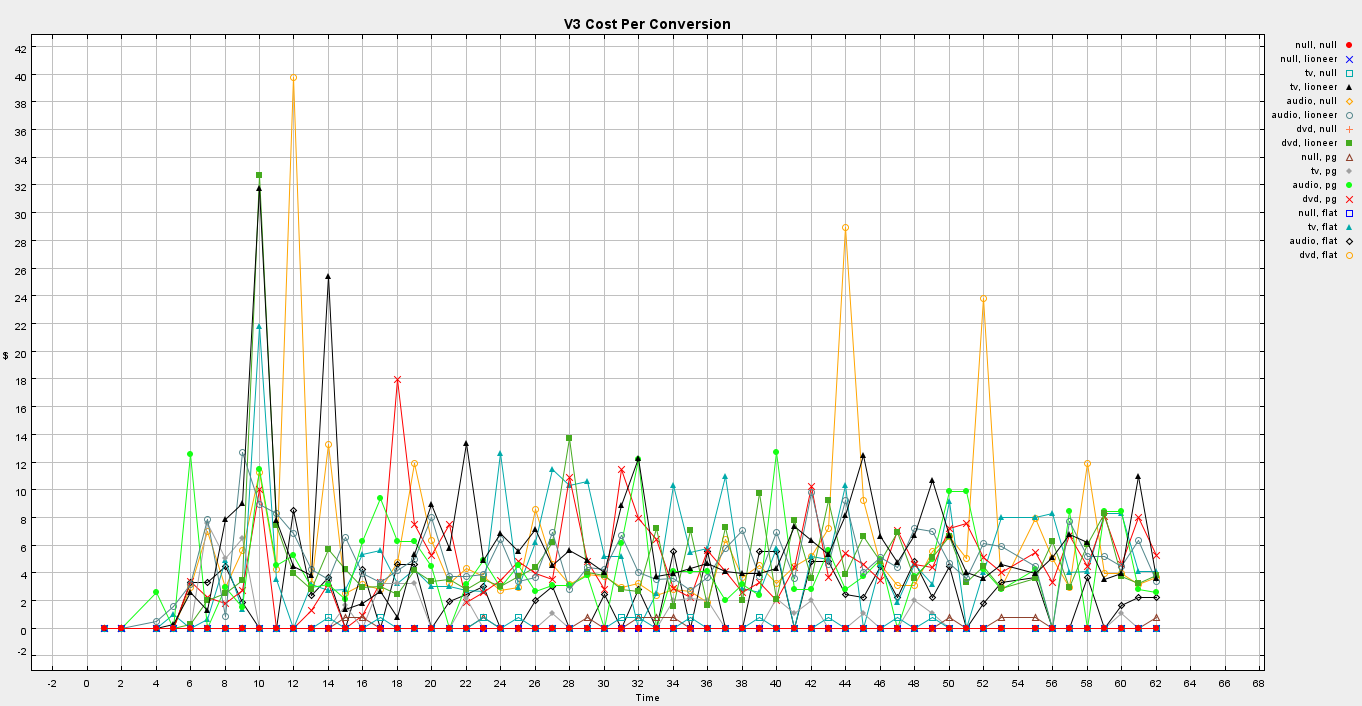 V3 Cost Per Conversion
42
40
38
36
34
32
30
28
26
24
22
$
20
18
16
14
12
10
8
6
4
2
0
-2
-2 0 2 4 6 8 10 12 14 16 18 20 22 24 26 28 30 32 34 36 38 40 42 44 46 48 50 52 54 56 58 60 62 64 66 68
Time
null, null
null, lioneer
tv, null
tv, lioneer
audio, null
audio, lioneer
dvd, null
dvd, lioneer
null, pg
tv, pg
audio, pg
dvd, pg
null, flat
tv, flat
audio, flat
dvd, flat